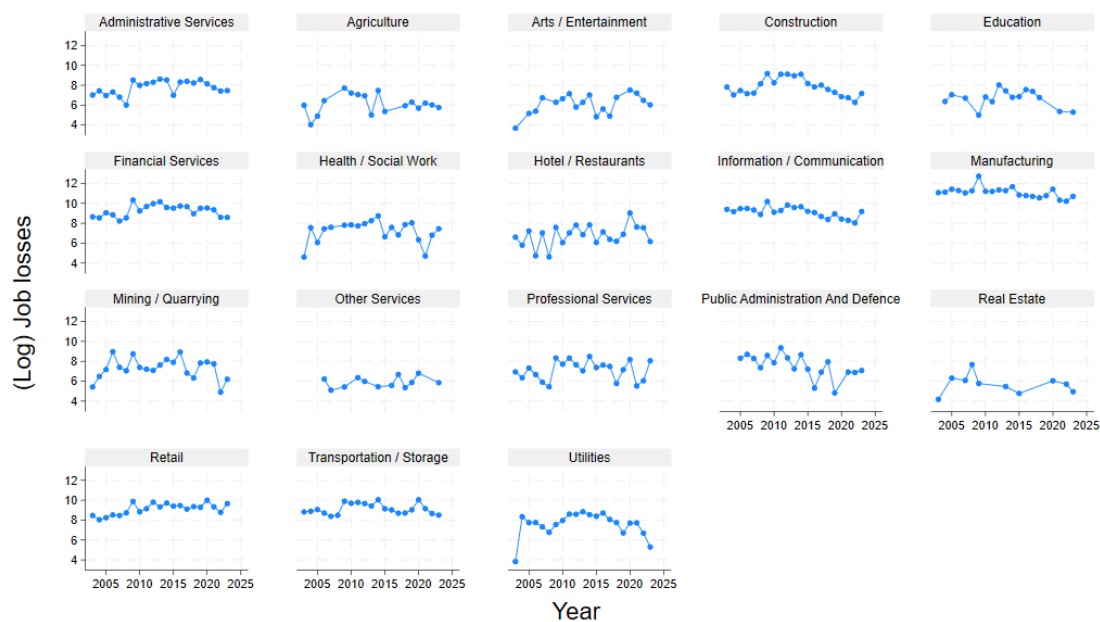 Administrative Services Agriculture Arts / Entertainment Construction Education
12
10
8
6
4
Financial Services Health / Social Work Hotel / Restaurants Information / Communication Manufacturing
12
10
8
6
4
(Log) Job losses
Mining / Quarrying Other Services Professional Services Public Administration And Defence Real Estate
12
10
8
6
4
2005 2010 2015 2020 2025 2005 2010 2015 2020 2025
Retail Transportation / Storage Utilities
12
10
8
6
4
2005 2010 2015 2020 2025 2005 2010 2015 2020 2025 2005 2010 2015 2020 2025
Year